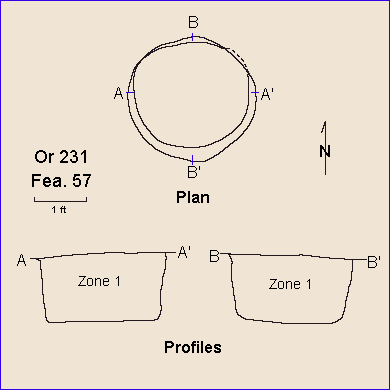 B
A
A'
B'
Or 231
Fea. 57
1 ft
N
Plan
A
A'
B
B'
Zone 1
Zone 1
Profiles